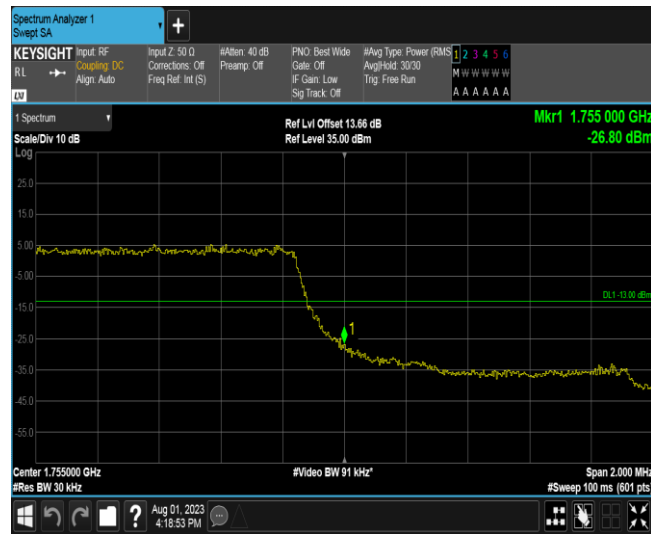 Spectrum Analyzer 1
Swept SA
+
KEYSIGHT
RL
LXI
Input: RF
Coupling: DC
Align: Auto
Input Z: 50 Ω
Corrections: Off
Freq Ref: Int (S)
#Atten: 40 dB
Preamp: Off
PNO: Best Wide
Gate: Off
IF Gain: Low
Sig Track: Off
#Avg Type: Power (RMS
Avg|Hold: 30/30
Trig: Free Run
1 2 3 4 5 6
M W W W W W
A A A A A A
1 Spectrum
Scale/Div 10 dB
Log
Ref Lvl Offset 13.66 dB
Ref Level 35.00 dBm
Mkr1 1.755 000 GHz
-26.80 dBm
25.0
15.0
5.00
-5.00
DL1 -13.00 dBm
-15.0
1
-25.0
-35.0
-45.0
-55.0
Center 1.755000 GHz
#Res BW 30 kHz
#Video BW 91 kHz*
Span 2.000 MHz
#Sweep 100 ms (601 pts)
?
Aug 01, 2023
4:18:53 PM